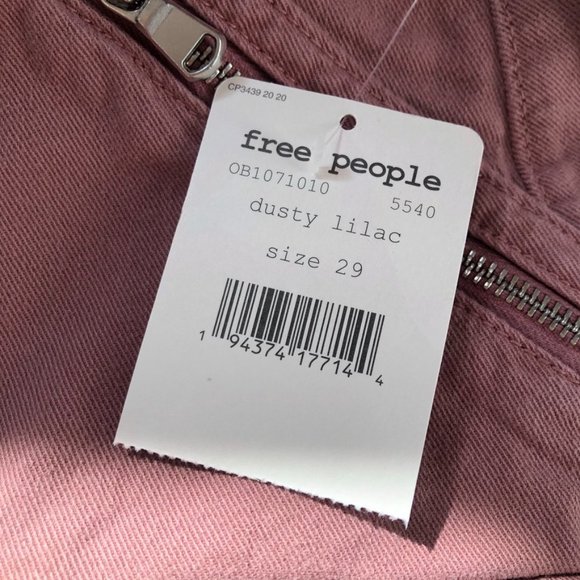 CP3439 20 20
free people
OB1071010 5540
dusty lilac
size 29
1 94374 17714 4